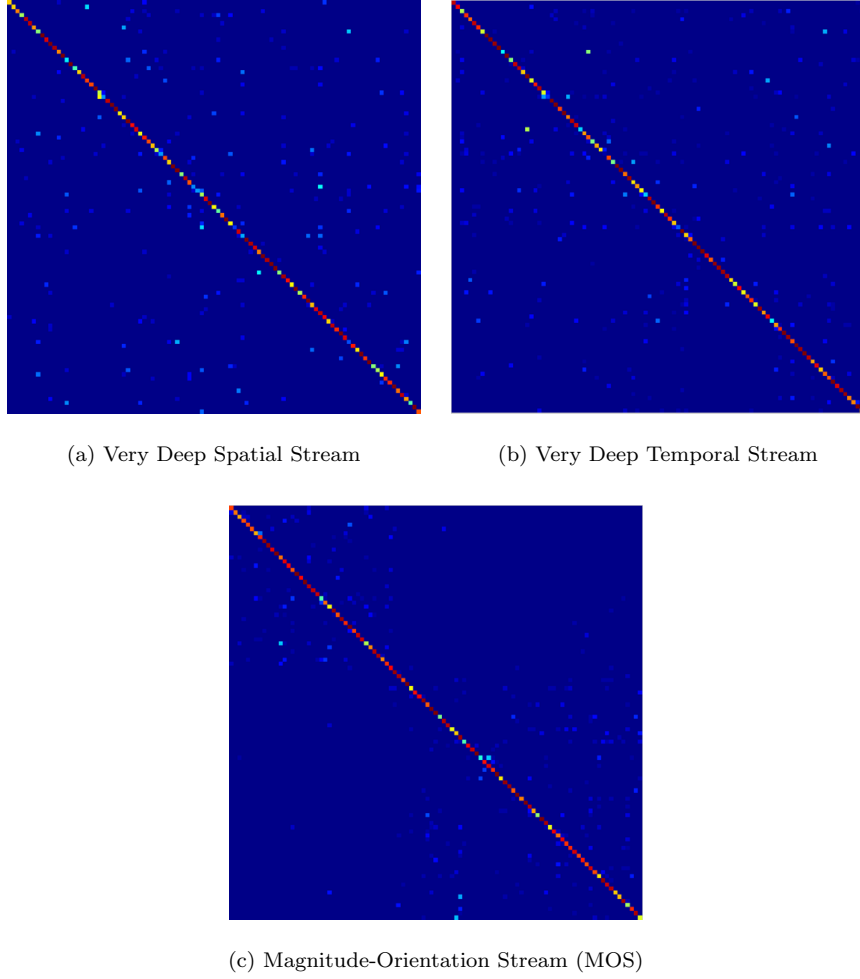 (a) Very Deep Spatial Stream
(b) Very Deep Temporal Stream
(c) Magnitude-Orientation Stream (MOS)